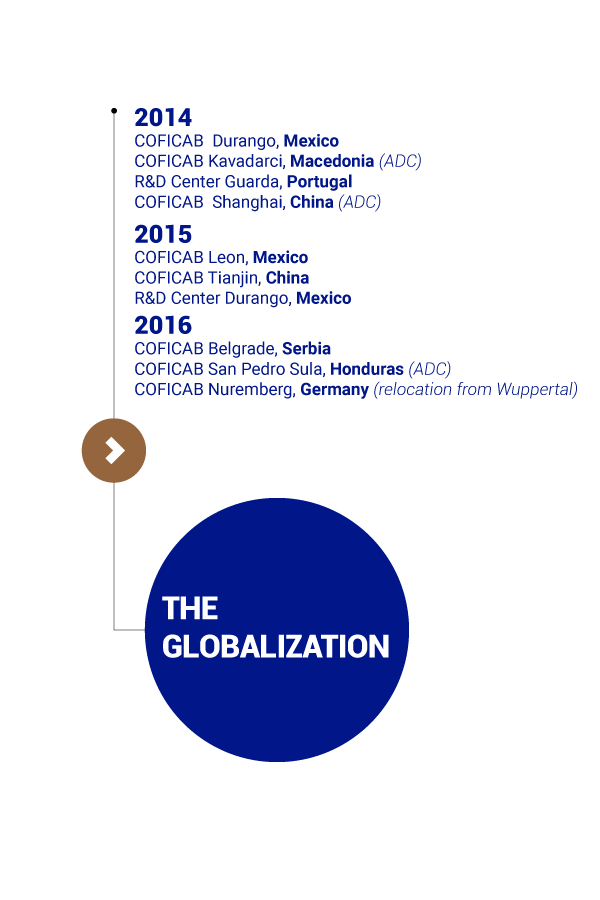 2014
COFICAB  Durango, Mexico
COFICAB Kavadarci, Macedonia (ADC)
R&D Center Guarda, Portugal
COFICAB  Shanghai, China (ADC)
2015
COFICAB Leon, Mexico
COFICAB Tianjin, China
R&D Center Durango, Mexico
2016
COFICAB Belgrade, Serbia
COFICAB San Pedro Sula, Honduras (ADC)
COFICAB Nuremberg, Germany (relocation from Wuppertal)
THE
GLOBALIZATION